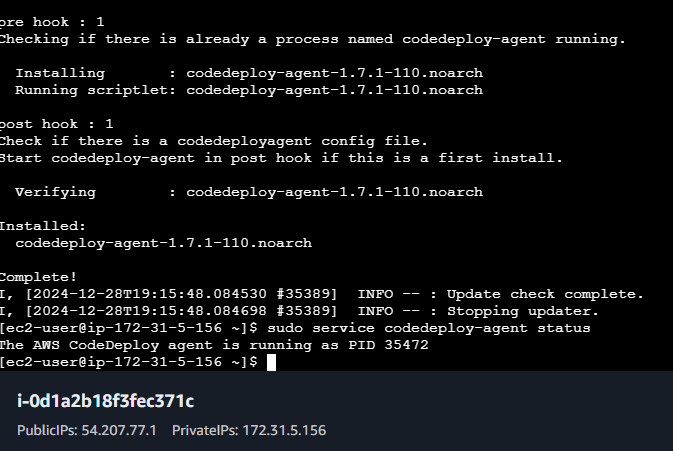 pre hook : 1
Checking if there is already a process named codedeploy-agent running.
Installing : codedeploy-agent-1.7.1-110.noarch
Running scriptlet: codedeploy-agent-1.7.1-110.noarch
post hook : 1
Check if there is a codedeployagent config file.
Start codedeploy-agent in post hook if this is a first install.
Verifying : codedeploy-agent-1.7.1-110.noarch
Installed:
codedeploy-agent-1.7.1-110.noarch
Complete!
I, [2024-12-28T19:15:48.084530 #35389] INFO -- : Update check complete.
I, [2024-12-28T19:15:48.084698 #35389] INFO -- : Stopping updater.
[ec2-user@ip-172-31-5-156 ~]$ sudo service codedeploy-agent status
The AWS CodeDeploy agent is running as PID 35472
[ec2-user@ip-172-31-5-156 ~]$
i-0d1a2b18f3fec371c
PublicIPs: 54.207.77.1 PrivateIPs: 172.31.5.156